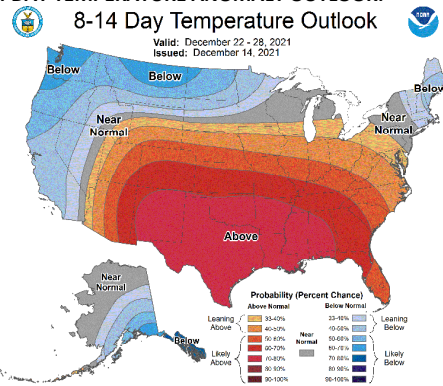 8-14 Day Temperature Outlook
Valid: December 22 - 28, 2021
Issued: December 14, 2021
NOAA
Below
Below
Below
Near
Normal
Near
Normal
Above
Near
Normal
Below
Probability (Percent Chance)
Above Normal
Below Normal
Leaning
Above
Likely
Above
33-40%
40-50%
50-60%
60-70%
70-80%
80-90%
90-100%
Near
Normal
33-40%
40-50%
50-60%
60-70%
70-80%
80-90%
90-100%
Leaning
Below
Likely
Below